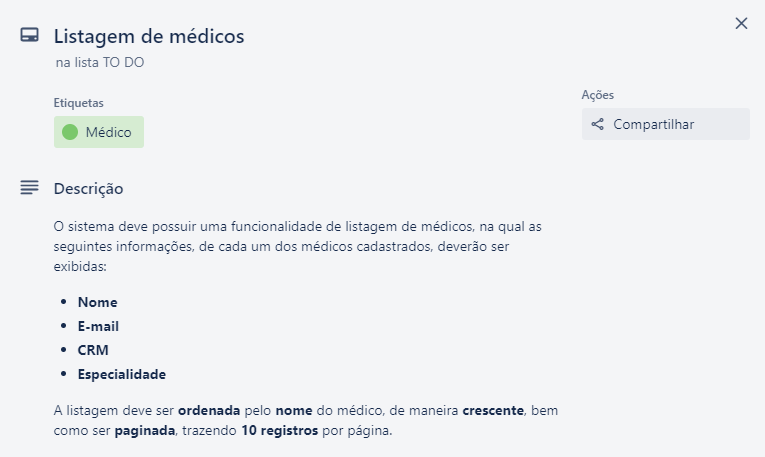 Listagem de médicos
na lista TO DO
Etiquetas
Médico
Ações
Compartilhar
Descrição
O sistema deve possuir uma funcionalidade de listagem de médicos, na qual as
seguintes informações, de cada um dos médicos cadastrados, deverão ser
exibidas:
• Nome
• E-mail
• CRM
• Especialidade
A listagem deve ser ordenada pelo nome do médico, de maneira crescente, bem
como ser paginada, trazendo 10 registros por página.